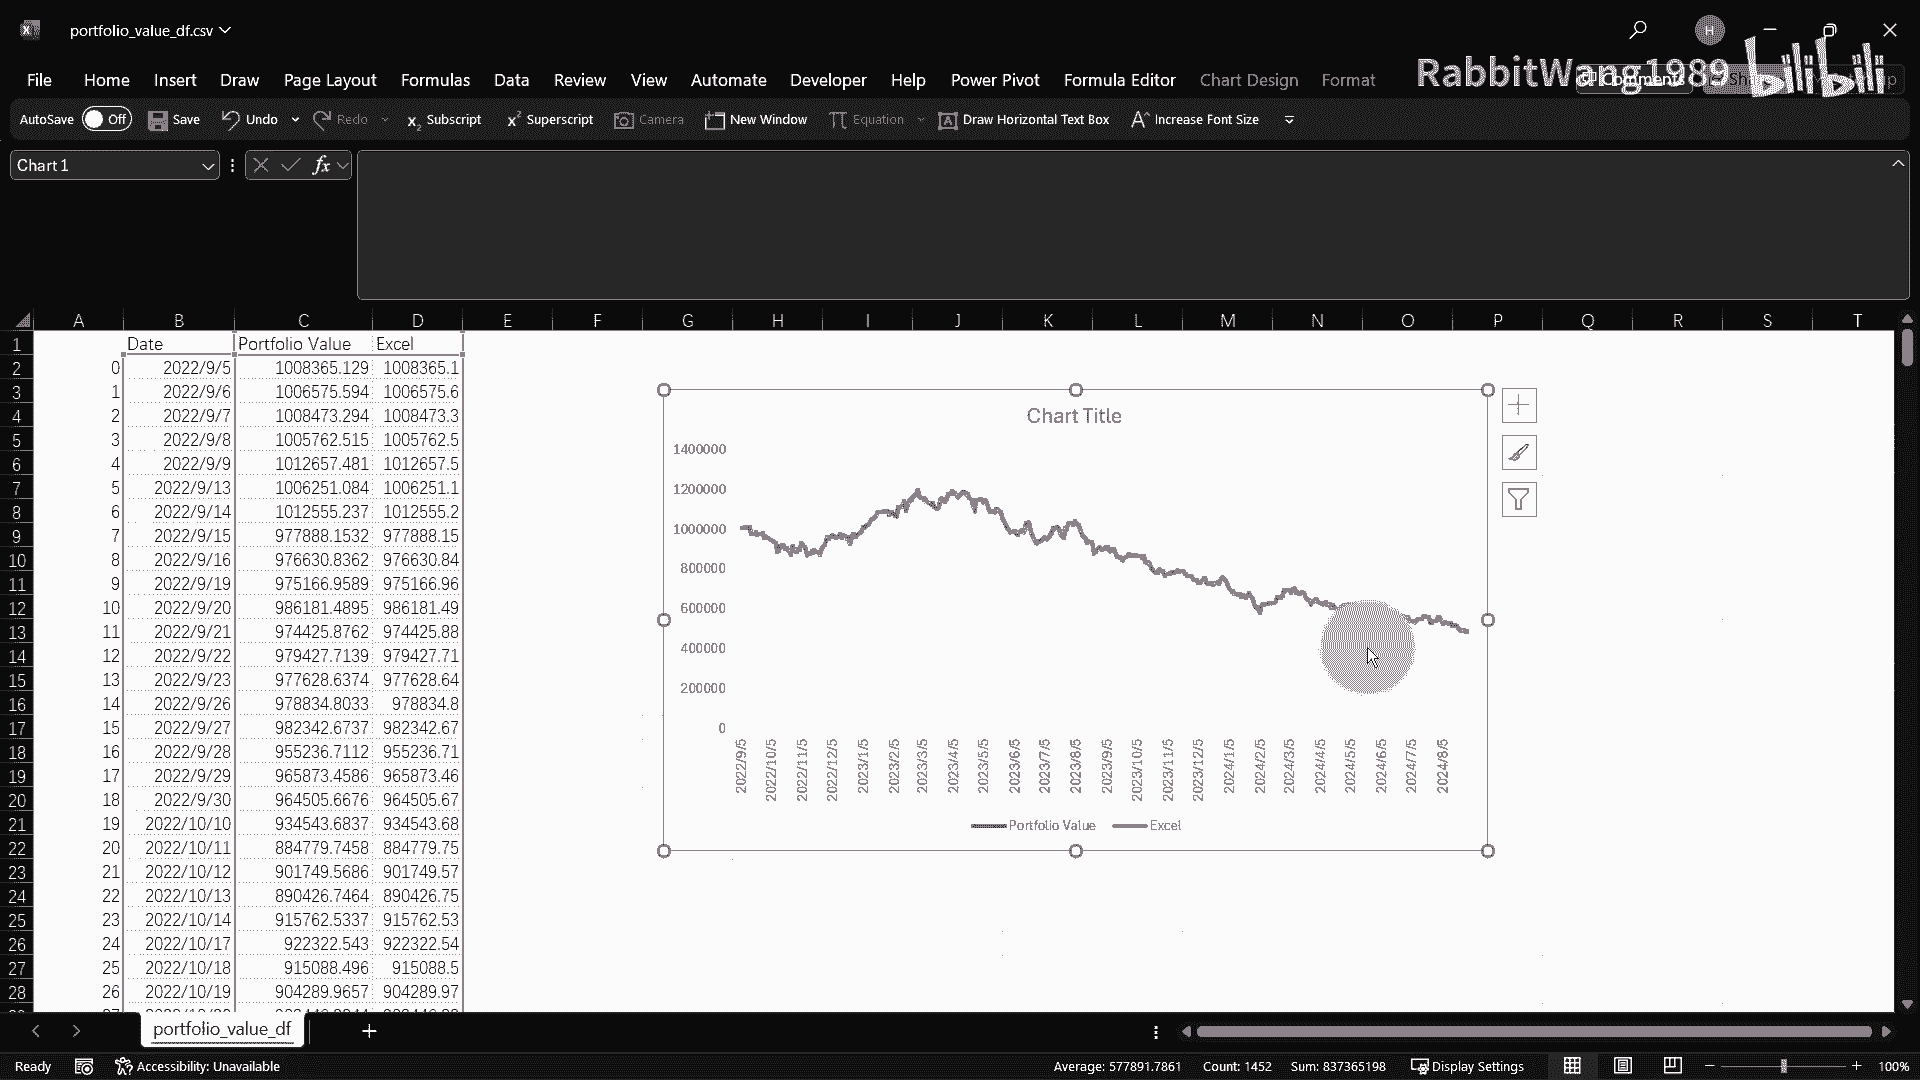 portfolio_value_df.csv
H
RabbitWang1989 bilibili
File Home Insert Draw Page Layout Formulas Data Review View Automate Developer Help Power Pivot Formula Editor Chart Design Format Comments
AutoSave Off Save Undo Redo x₂ Subscript x² Superscript Camera New Window Equation Draw Horizontal Text Box Increase Font Size
Chart 1 fx
A B C D E F G H I J K L M N O P Q R S T
1 Date Portfolio Value Excel
2 0 2022/9/5 1008365.129 1008365.1
3 1 2022/9/6 1006575.594 1006575.6
4 2 2022/9/7 1008473.294 1008473.3
5 3 2022/9/8 1005762.515 1005762.5
6 4 2022/9/9 1012657.481 1012657.5
7 5 2022/9/13 1006251.084 1006251.1
8 6 2022/9/14 1012555.237 1012555.2
9 7 2022/9/15 977888.1532 977888.15
10 8 2022/9/16 976630.8362 976630.84
11 9 2022/9/19 975166.9589 975166.96
12 10 2022/9/20 986181.4895 986181.49
13 11 2022/9/21 974425.8762 974425.88
14 12 2022/9/22 979427.7139 979427.71
15 13 2022/9/23 977628.6374 977628.64
16 14 2022/9/26 978834.8033 978834.8
17 15 2022/9/27 982342.6737 982342.67
18 16 2022/9/28 955236.7112 955236.71
19 17 2022/9/29 965873.4586 965873.46
20 18 2022/9/30 964505.6676 964505.67
21 19 2022/10/10 934543.6837 934543.68
22 20 2022/10/11 884779.7458 884779.75
23 21 2022/10/12 901749.5686 901749.57
24 22 2022/10/13 890426.7464 890426.75
25 23 2022/10/14 915762.5337 915762.53
26 24 2022/10/17 922322.543 922322.54
27 25 2022/10/18 915088.496 915088.5
28 26 2022/10/19 904289.9657 904289.97
Chart Title
1400000
1200000
1000000
800000
600000
400000
200000
0
2022/9/5 2022/10/5 2022/11/5 2022/12/5 2023/1/5 2023/2/5 2023/3/5 2023/4/5 2023/5/5 2023/6/5 2023/7/5 2023/8/5 2023/9/5 2023/10/5 2023/11/5 2023/12/5 2024/1/5 2024/2/5 2024/3/5 2024/4/5 2024/5/5 2024/6/5 2024/7/5 2024/8/5
Portfolio Value Excel
portfolio_value_df
Ready Accessibility: Unavailable Average: 577891.7861 Count: 1452 Sum: 837365198 Display Settings 100%